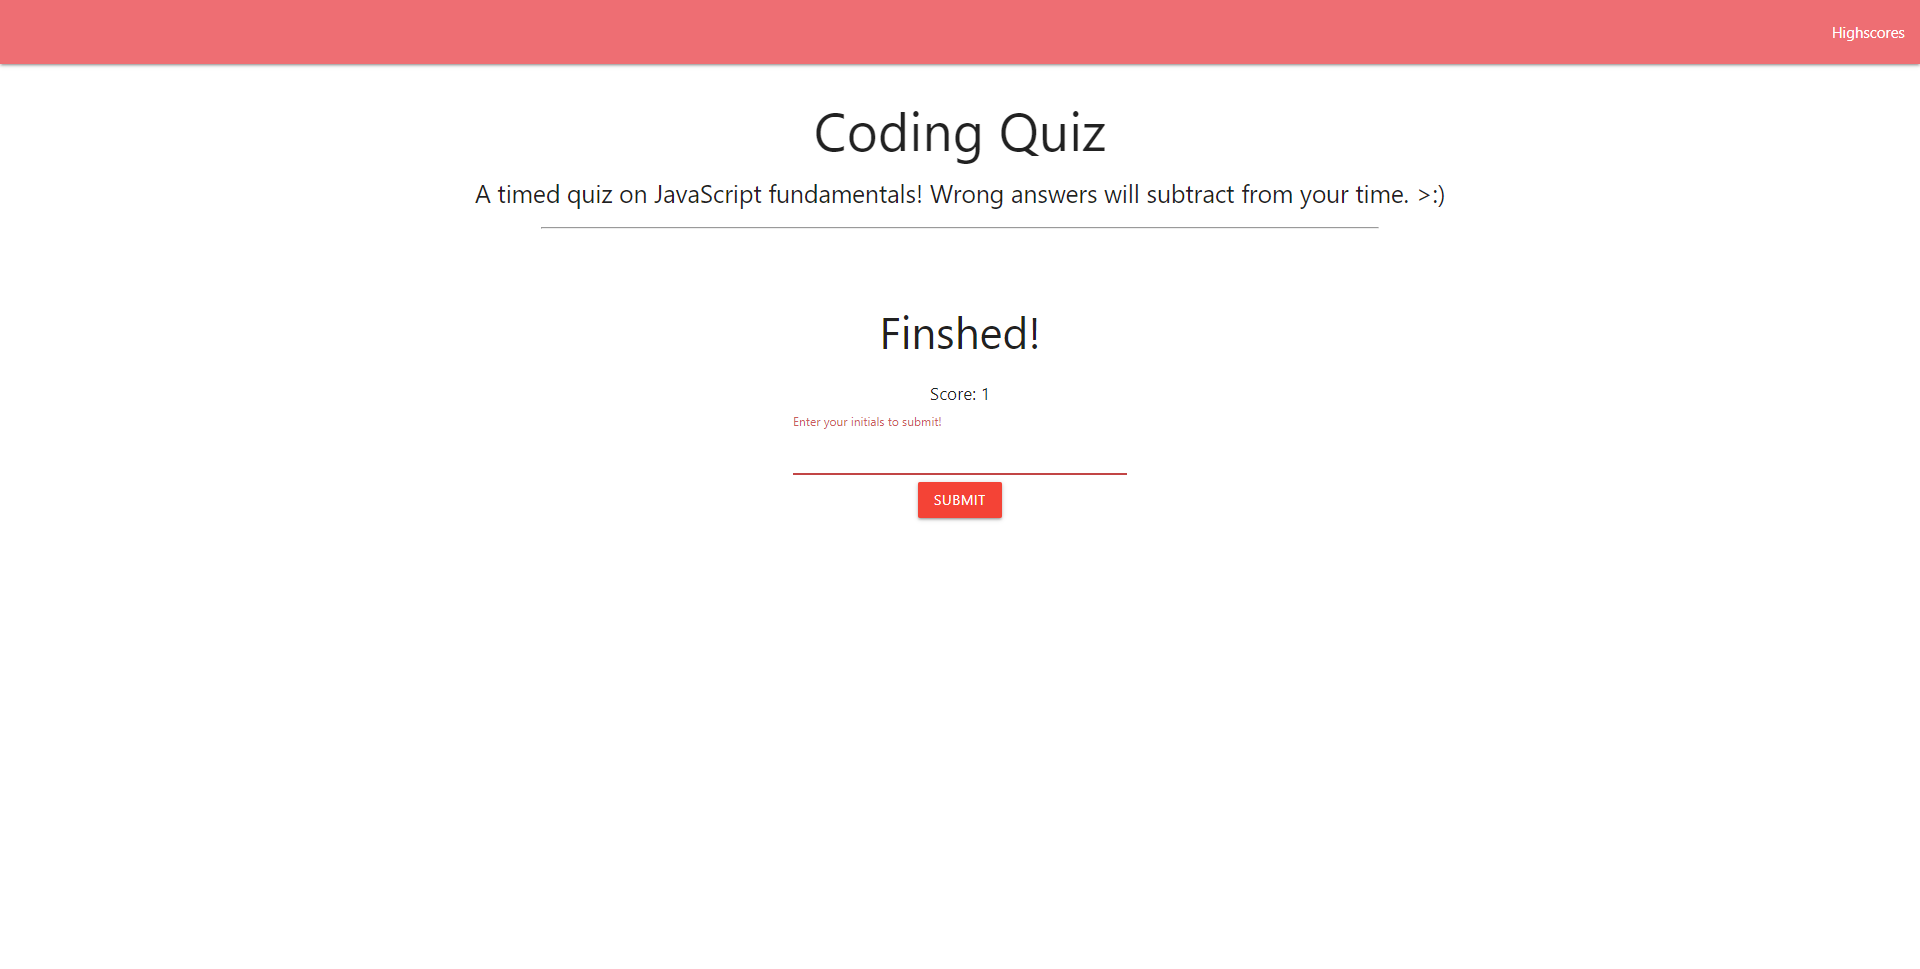 Highscores
Coding Quiz
A timed quiz on JavaScript fundamentals! Wrong answers will subtract from your time. >:)
Finshed!
Score: 1
Enter your initials to submit!
SUBMIT